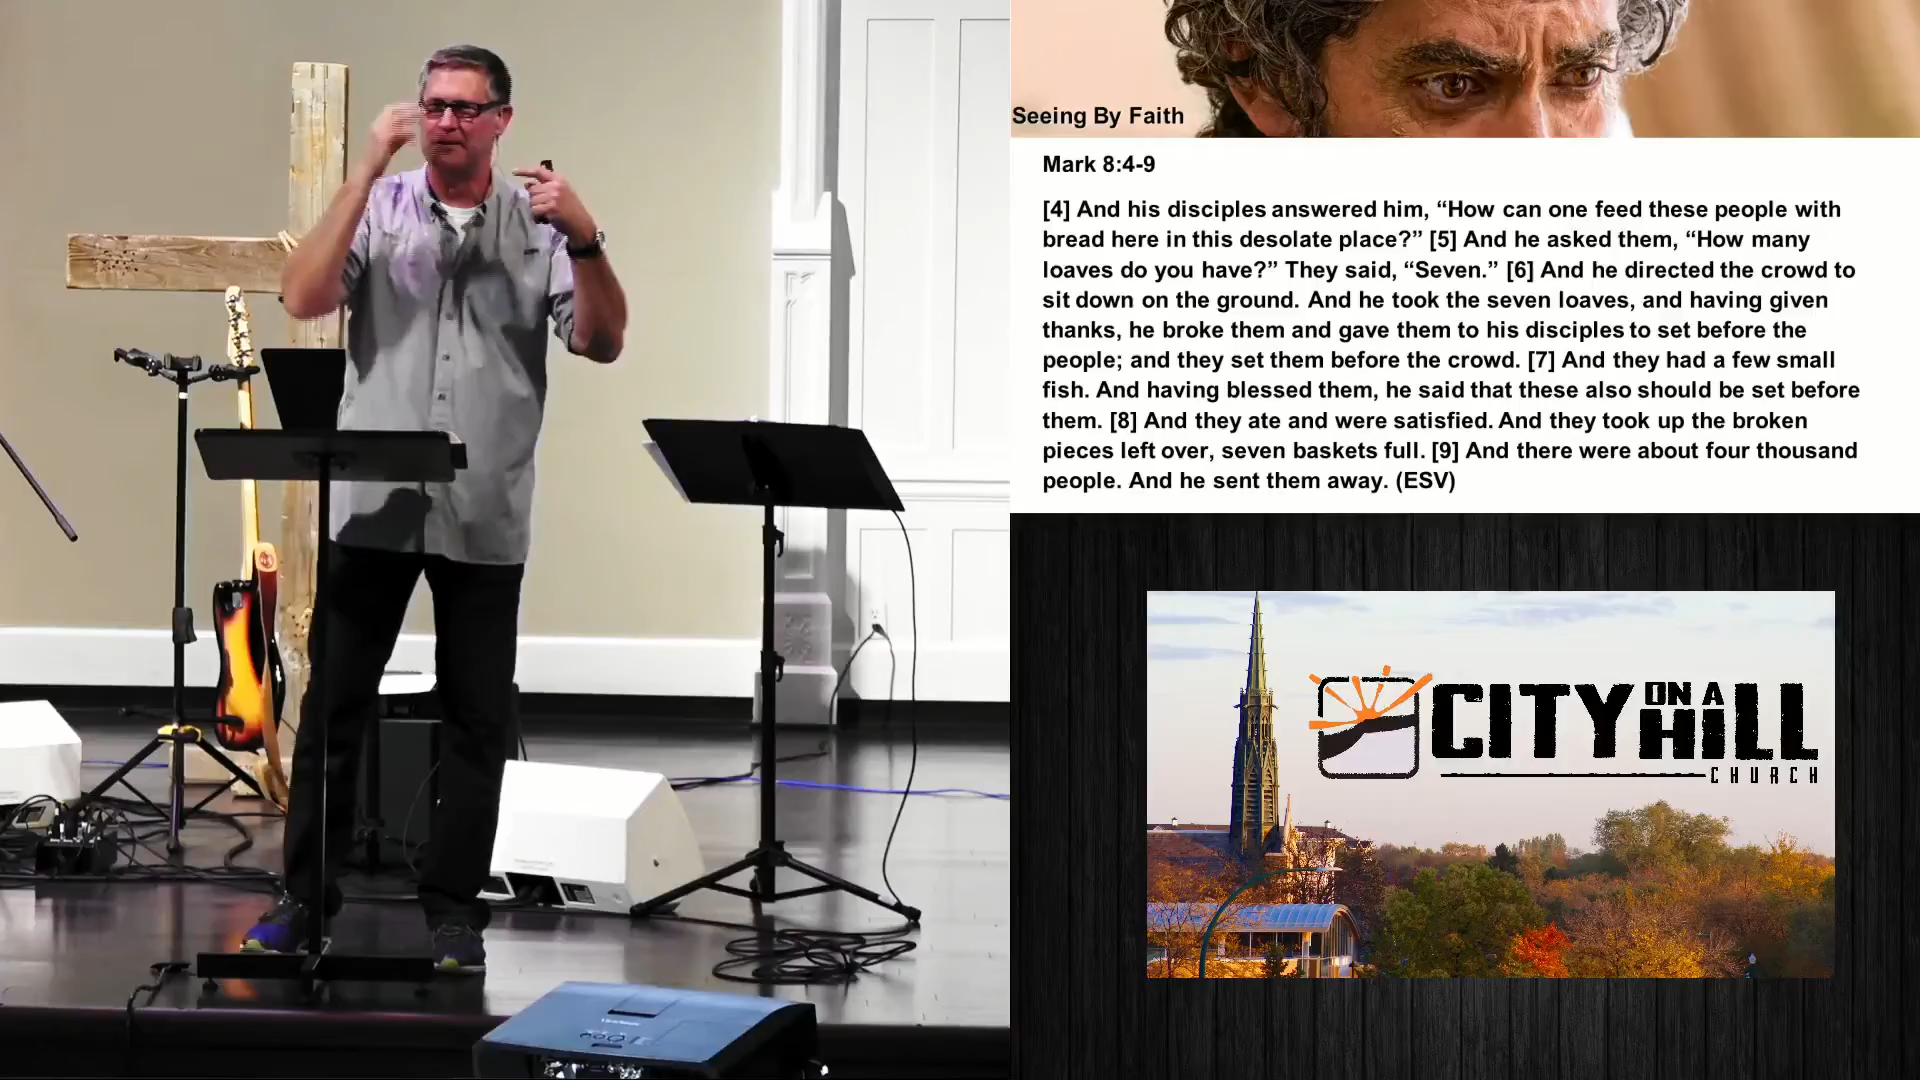 Seeing By Faith
Mark 8:4-9
[4] And his disciples answered him, “How can one feed these people with
bread here in this desolate place?” [5] And he asked them, “How many
loaves do you have?” They said, “Seven.” [6] And he directed the crowd to
sit down on the ground. And he took the seven loaves, and having given
thanks, he broke them and gave them to his disciples to set before the
people; and they set them before the crowd. [7] And they had a few small
fish. And having blessed them, he said that these also should be set before
them. [8] And they ate and were satisfied. And they took up the broken
pieces left over, seven baskets full. [9] And there were about four thousand
people. And he sent them away. (ESV)
CITY ON A HILL
CHURCH